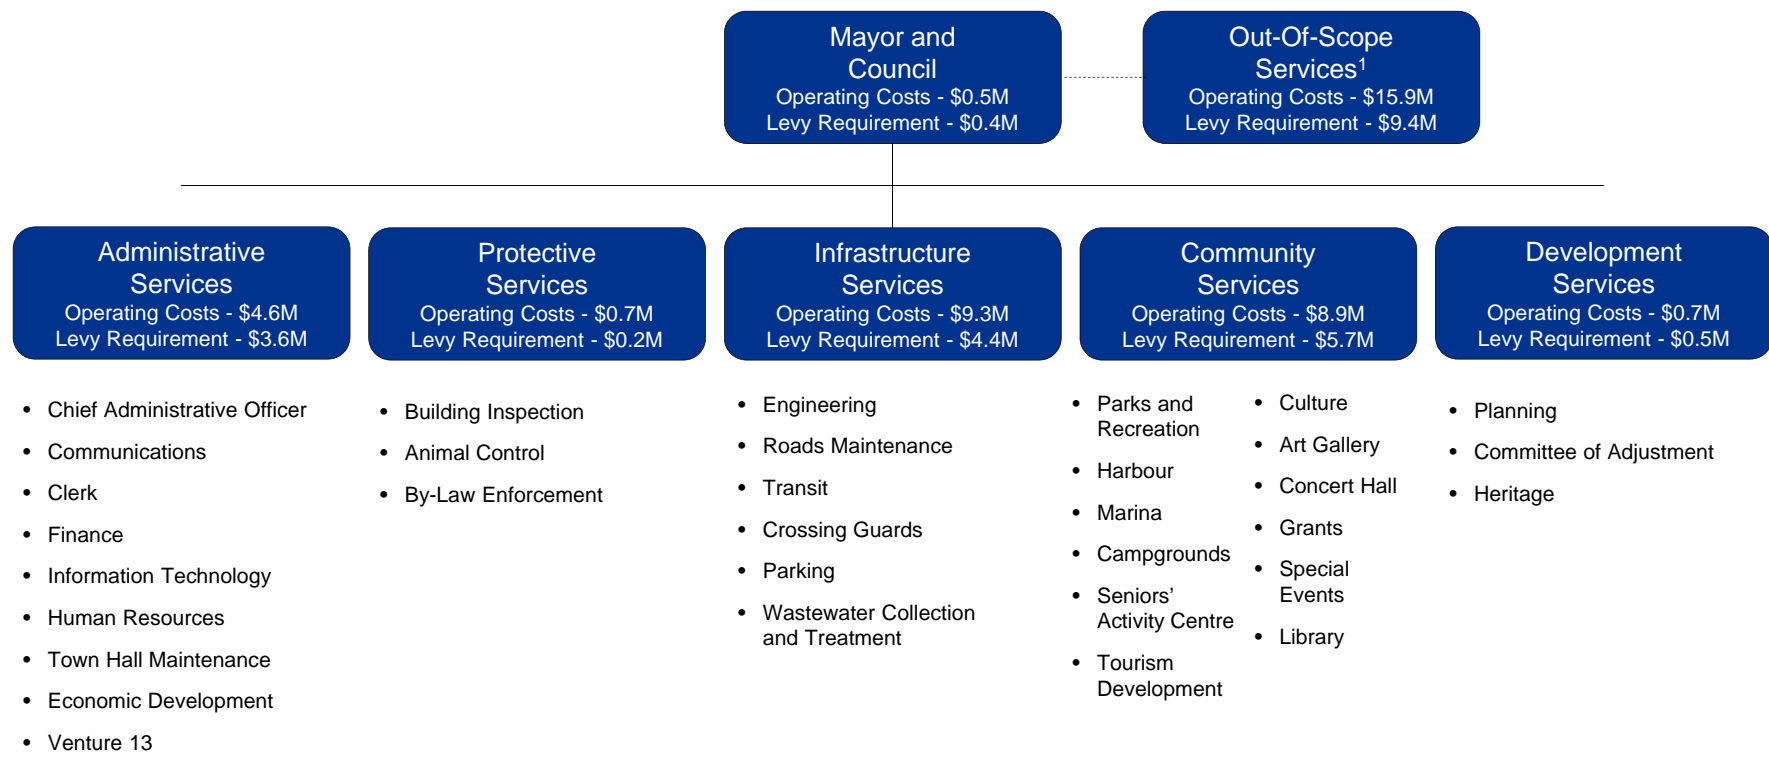 Mayor and
Council
Operating Costs - $0.5M
Levy Requirement - $0.4M
Out-Of-Scope
Services¹
Operating Costs - $15.9M
Levy Requirement - $9.4M
Administrative
Services
Operating Costs - $4.6M
Levy Requirement - $3.6M
Protective
Services
Operating Costs - $0.7M
Levy Requirement - $0.2M
Infrastructure
Services
Operating Costs - $9.3M
Levy Requirement - $4.4M
Community
Services
Operating Costs - $8.9M
Levy Requirement - $5.7M
Development
Services
Operating Costs - $0.7M
Levy Requirement - $0.5M
• Chief Administrative Officer
• Communications
• Clerk
• Finance
• Information Technology
• Human Resources
• Town Hall Maintenance
• Economic Development
• Venture 13
• Building Inspection
• Animal Control
• By-Law Enforcement
• Engineering
• Roads Maintenance
• Transit
• Crossing Guards
• Parking
• Wastewater Collection
and Treatment
• Parks and
Recreation
• Harbour
• Marina
• Campgrounds
• Seniors’
Activity Centre
• Tourism
Development
• Culture
• Art Gallery
• Concert Hall
• Grants
• Special
Events
• Library
• Planning
• Committee of Adjustment
• Heritage